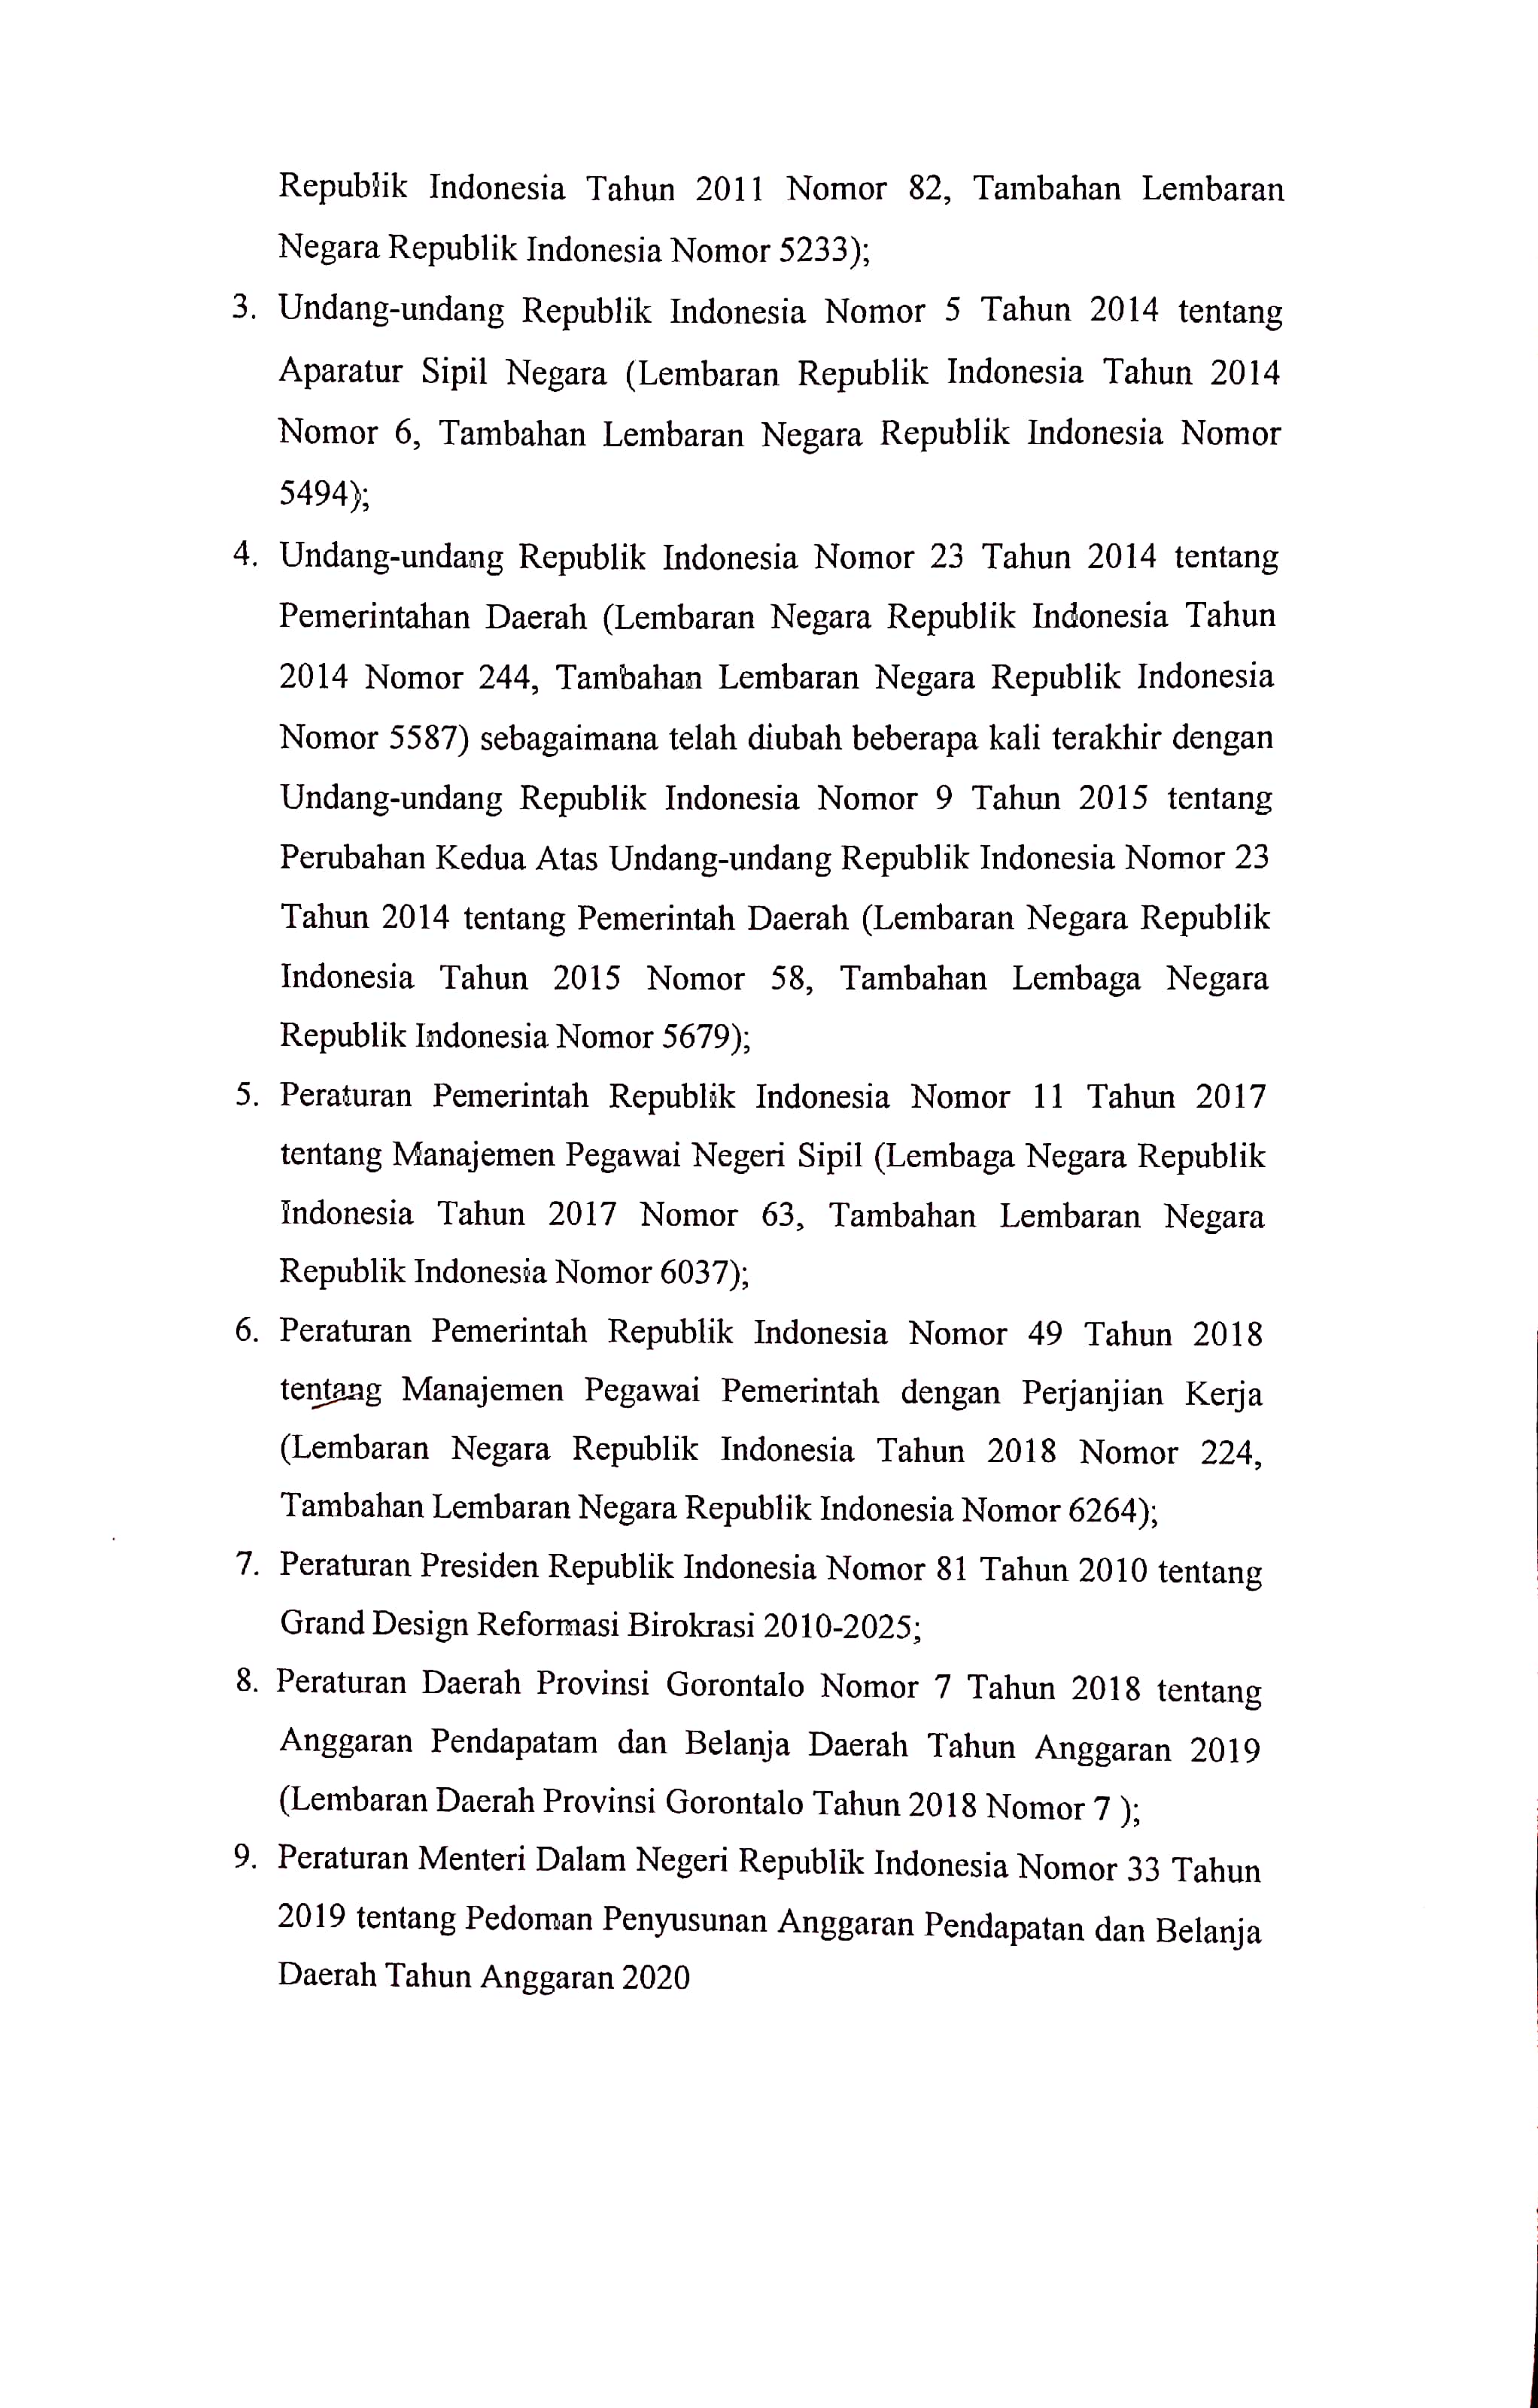 Republik Indonesia Tahun 2011 Nomor 82, Tambahan Lembaran
Negara Republik Indonesia Nomor 5233);
3. Undang-undang Republik Indonesia Nomor 5 Tahun 2014 tentang
Aparatur Sipil Negara (Lembaran Republik Indonesia Tahun 2014
Nomor 6, Tambahan Lembaran Negara Republik Indonesia Nomor
5494);
4. Undang-undang Republik Indonesia Nomor 23 Tahun 2014 tentang
Pemerintahan Daerah (Lembaran Negara Republik Indonesia Tahun
2014 Nomor 244, Tambahan Lembaran Negara Republik Indonesia
Nomor 5587) sebagaimana telah diubah beberapa kali terakhir dengan
Undang-undang Republik Indonesia Nomor 9 Tahun 2015 tentang
Perubahan Kedua Atas Undang-undang Republik Indonesia Nomor 23
Tahun 2014 tentang Pemerintah Daerah (Lembaran Negara Republik
Indonesia Tahun 2015 Nomor 58, Tambahan Lembaga Negara
Republik Indonesia Nomor 5679);
5. Peraturan Pemerintah Republik Indonesia Nomor 11 Tahun 2017
tentang Manajemen Pegawai Negeri Sipil (Lembaga Negara Republik
Indonesia Tahun 2017 Nomor 63, Tambahan Lembaran Negara
Republik Indonesia Nomor 6037);
6. Peraturan Pemerintah Republik Indonesia Nomor 49 Tahun 2018
tentang Manajemen Pegawai Pemerintah dengan Perjanjian Kerja
(Lembaran Negara Republik Indonesia Tahun 2018 Nomor 224,
Tambahan Lembaran Negara Republik Indonesia Nomor 6264);
7. Peraturan Presiden Republik Indonesia Nomor 81 Tahun 2010 tentang
Grand Design Reformasi Birokrasi 2010-2025;
8. Peraturan Daerah Provinsi Gorontalo Nomor 7 Tahun 2018 tentang
Anggaran Pendapatam dan Belanja Daerah Tahun Anggaran 2019
(Lembaran Daerah Provinsi Gorontalo Tahun 2018 Nomor 7 );
9. Peraturan Menteri Dalam Negeri Republik Indonesia Nomor 33 Tahun
2019 tentang Pedoman Penyusunan Anggaran Pendapatan dan Belanja
Daerah Tahun Anggaran 2020